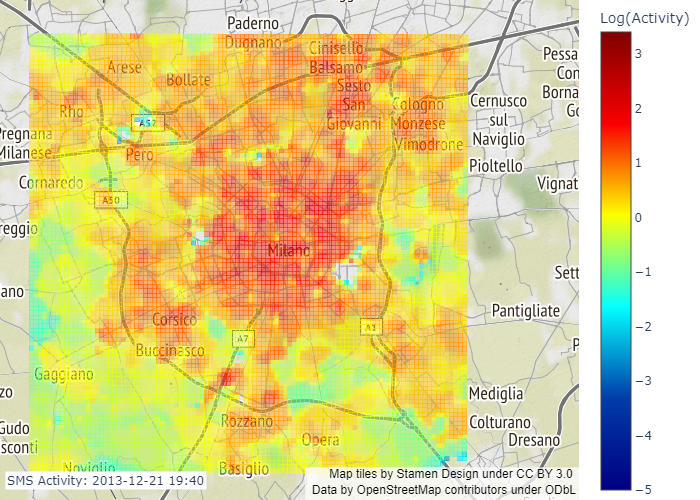 Paderno
Dugnano
Log(Activity)
Cinisello
Balsamo
Arese
Bollate
Sesto
San
Giovanni
Pessa
Con
Borna
Go
Rho
A52
Cologno
Monzese
Cernusco
sul
Naviglio
Pregnana
Milanese
Pero
Vimodrone
Pioltello
Cornaredo
A50
Vignat
reggio
Milano
Sett
ano
Pantigliate
Corsico
A1
A7
Buccinasco
P
Gaggiano
zo
Mediglia
Rozzano
Colturano
Gudo
sconti
Opera
Dresano
Noviglio
Basiglio
SMS Activity: 2013-12-21 19:40
Map tiles by Stamen Design under CC BY 3.0
Data by OpenStreetMap contributors under ODbL
3
2
1
0
−1
−2
−3
−4
−5